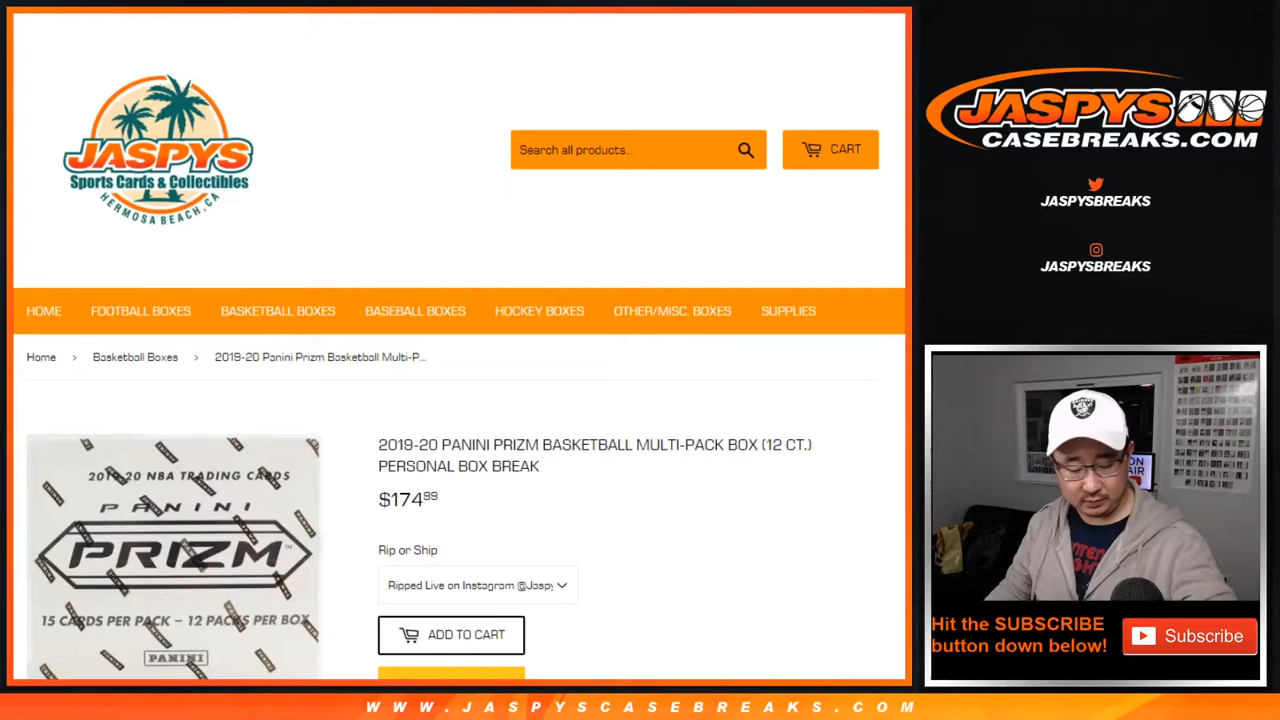 JASPYS
Sports Cards & Collectibles
HERMOSA BEACH, CA
Search all products...
CART
HOME
FOOTBALL BOXES
BASKETBALL BOXES
BASEBALL BOXES
HOCKEY BOXES
OTHER/MISC. BOXES
SUPPLIES
Home › Basketball Boxes › 2019-20 Panini Prizm Basketball Multi-P...
2019-20 NBA TRADING CARDS
PANINI
PRIZM
15 CARDS PER PACK – 12 PACKS PER BOX
PANINI
2019-20 PANINI PRIZM BASKETBALL MULTI-PACK BOX (12 CT.)
PERSONAL BOX BREAK
$174.99
Rip or Ship
Ripped Live on Instagram @Jaspy
ADD TO CART
JASPYS
CASEBREAKS.COM
JASPYSBREAKS
JASPYSBREAKS
ON
AIR
Hit the SUBSCRIBE
button down below!
Subscribe
WWW.JASPYSCASEBREAKS.COM